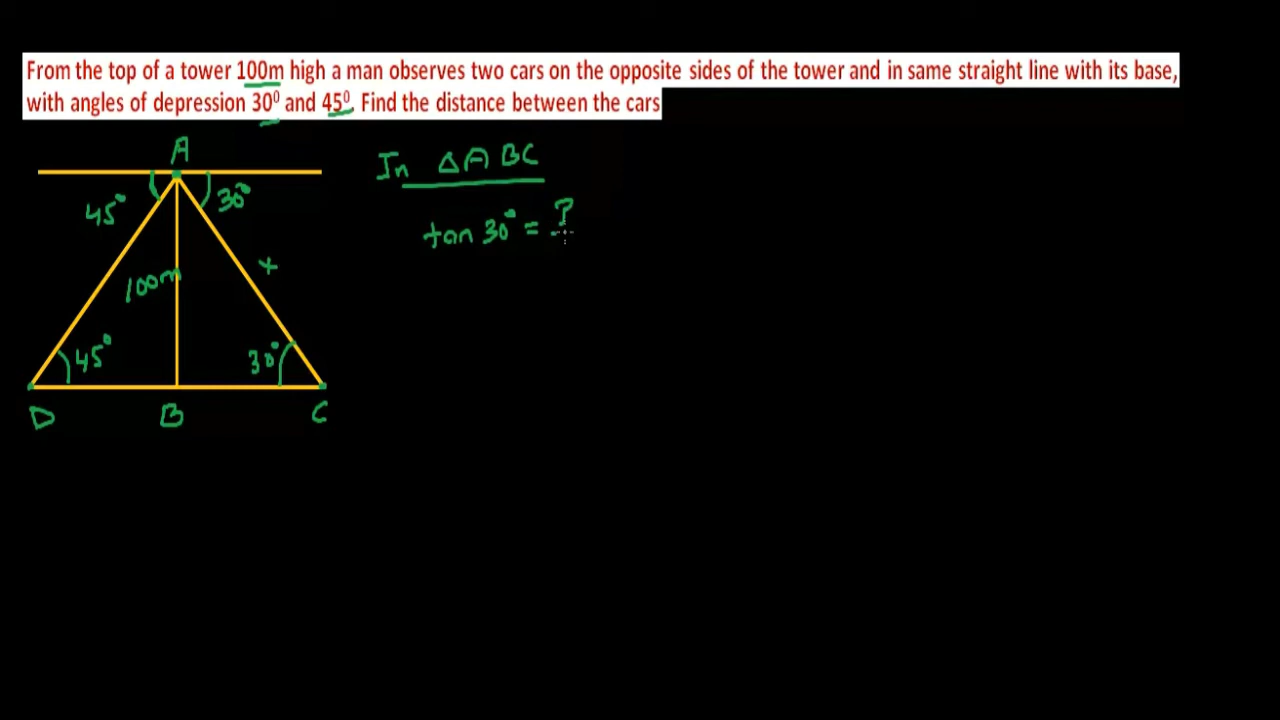 From the top of a tower 100m high a man observes two cars on the opposite sides of the tower and in same straight line with its base,
with angles of depression 30⁰ and 45⁰. Find the distance between the cars
A
In ΔABC
45° 30°
tan 30° = ?
100m
45° 30°
D B C